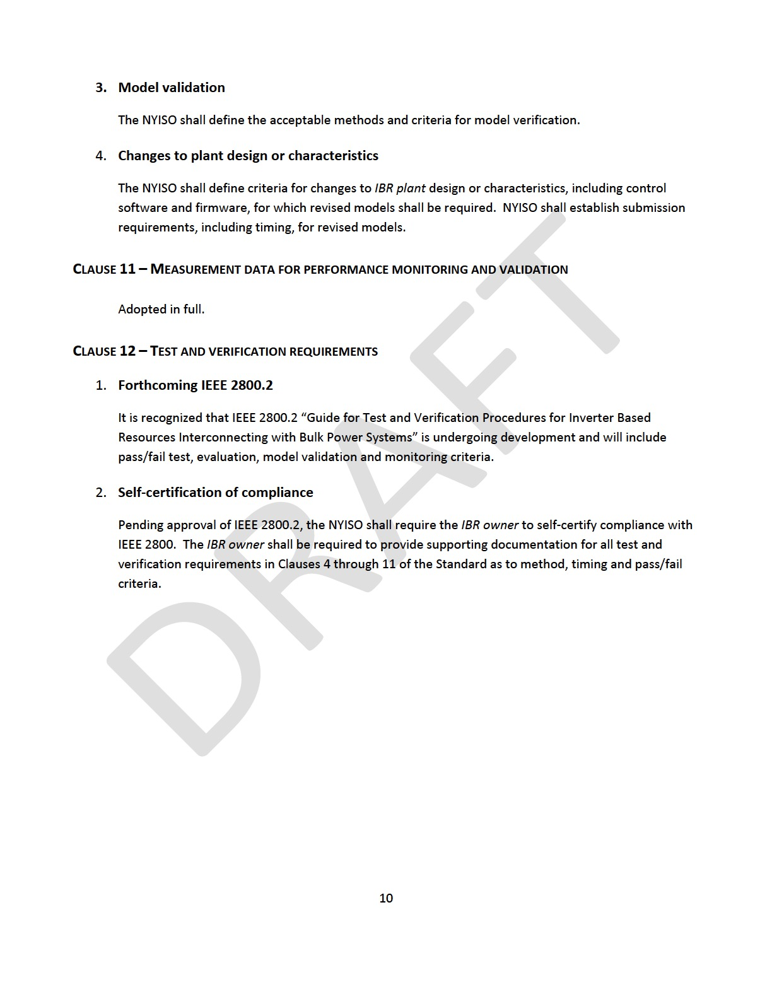 3. Model validation
The NYISO shall define the acceptable methods and criteria for model verification.
4. Changes to plant design or characteristics
The NYISO shall define criteria for changes to IBR plant design or characteristics, including control
software and firmware, for which revised models shall be required.  NYISO shall establish submission
requirements, including timing, for revised models.
CLAUSE 11 – MEASUREMENT DATA FOR PERFORMANCE MONITORING AND VALIDATION
Adopted in full.
CLAUSE 12 – TEST AND VERIFICATION REQUIREMENTS
1. Forthcoming IEEE 2800.2
It is recognized that IEEE 2800.2 “Guide for Test and Verification Procedures for Inverter Based
Resources Interconnecting with Bulk Power Systems” is undergoing development and will include
pass/fail test, evaluation, model validation and monitoring criteria.
2. Self-certification of compliance
Pending approval of IEEE 2800.2, the NYISO shall require the IBR owner to self-certify compliance with
IEEE 2800.  The IBR owner shall be required to provide supporting documentation for all test and
verification requirements in Clauses 4 through 11 of the Standard as to method, timing and pass/fail
criteria.
DRAFT
10